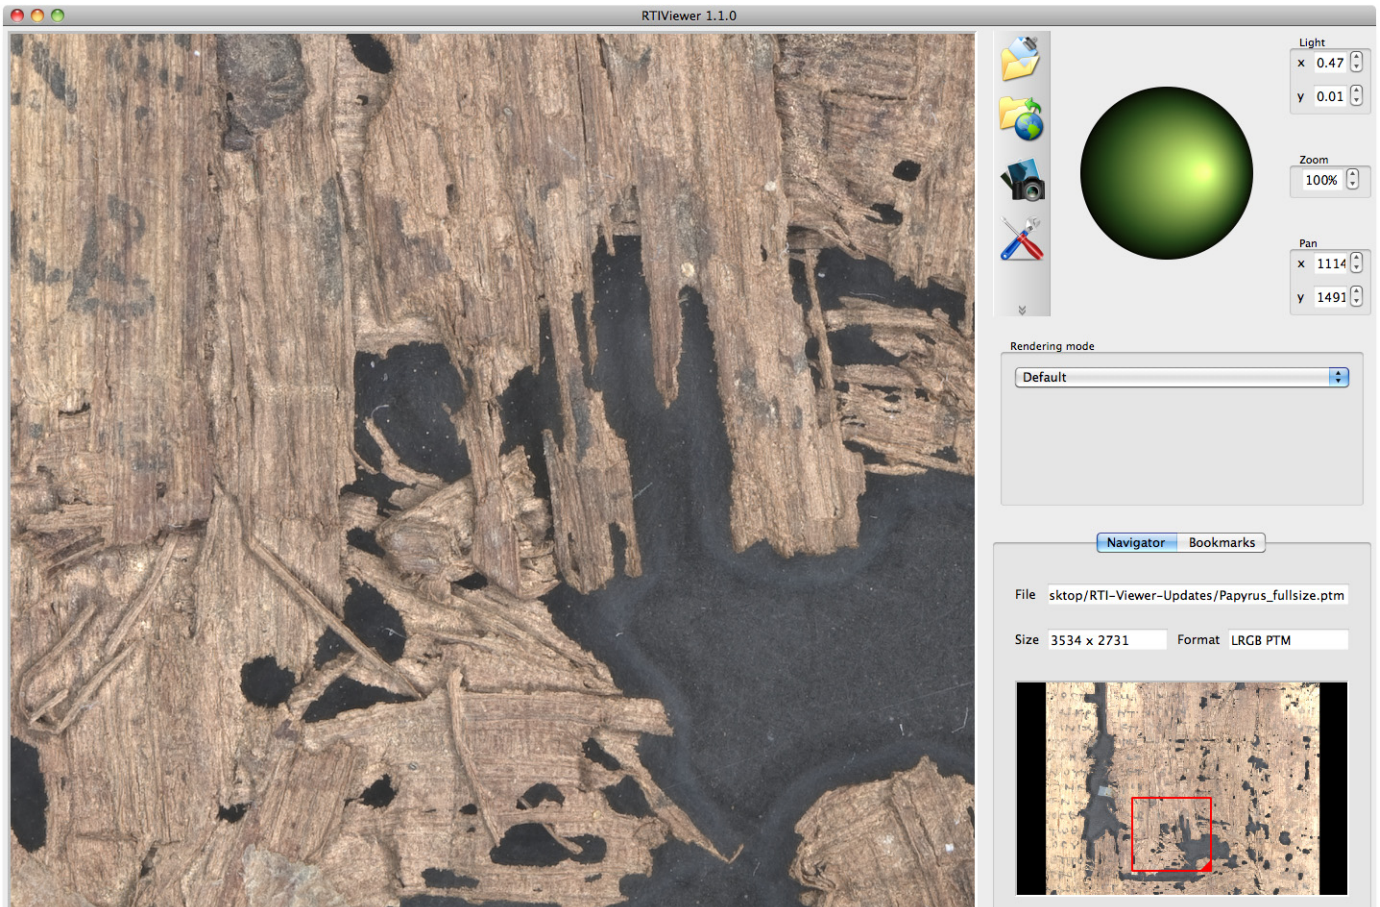 RTIViewer 1.1.0
Light
x 0.47
y 0.01
Zoom
100%
Pan
x 1114
y 1491
Rendering mode
Default
Navigator Bookmarks
File sktop/RTI-Viewer-Updates/Papyrus_fullsize.ptm
Size 3534 x 2731 Format LRGB PTM